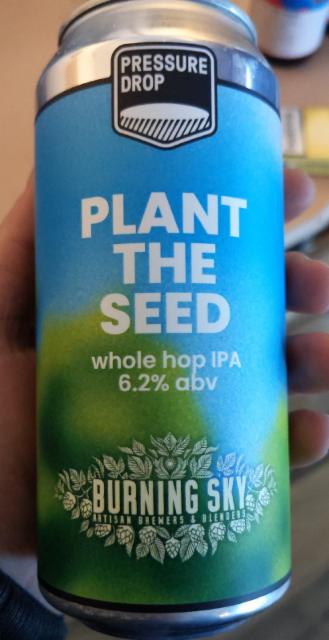 PRESSURE
DROP
PLANT
THE
SEED
whole hop IPA
6.2% abv
BURNING SKY
ARTISAN BREWERS & BLENDERS